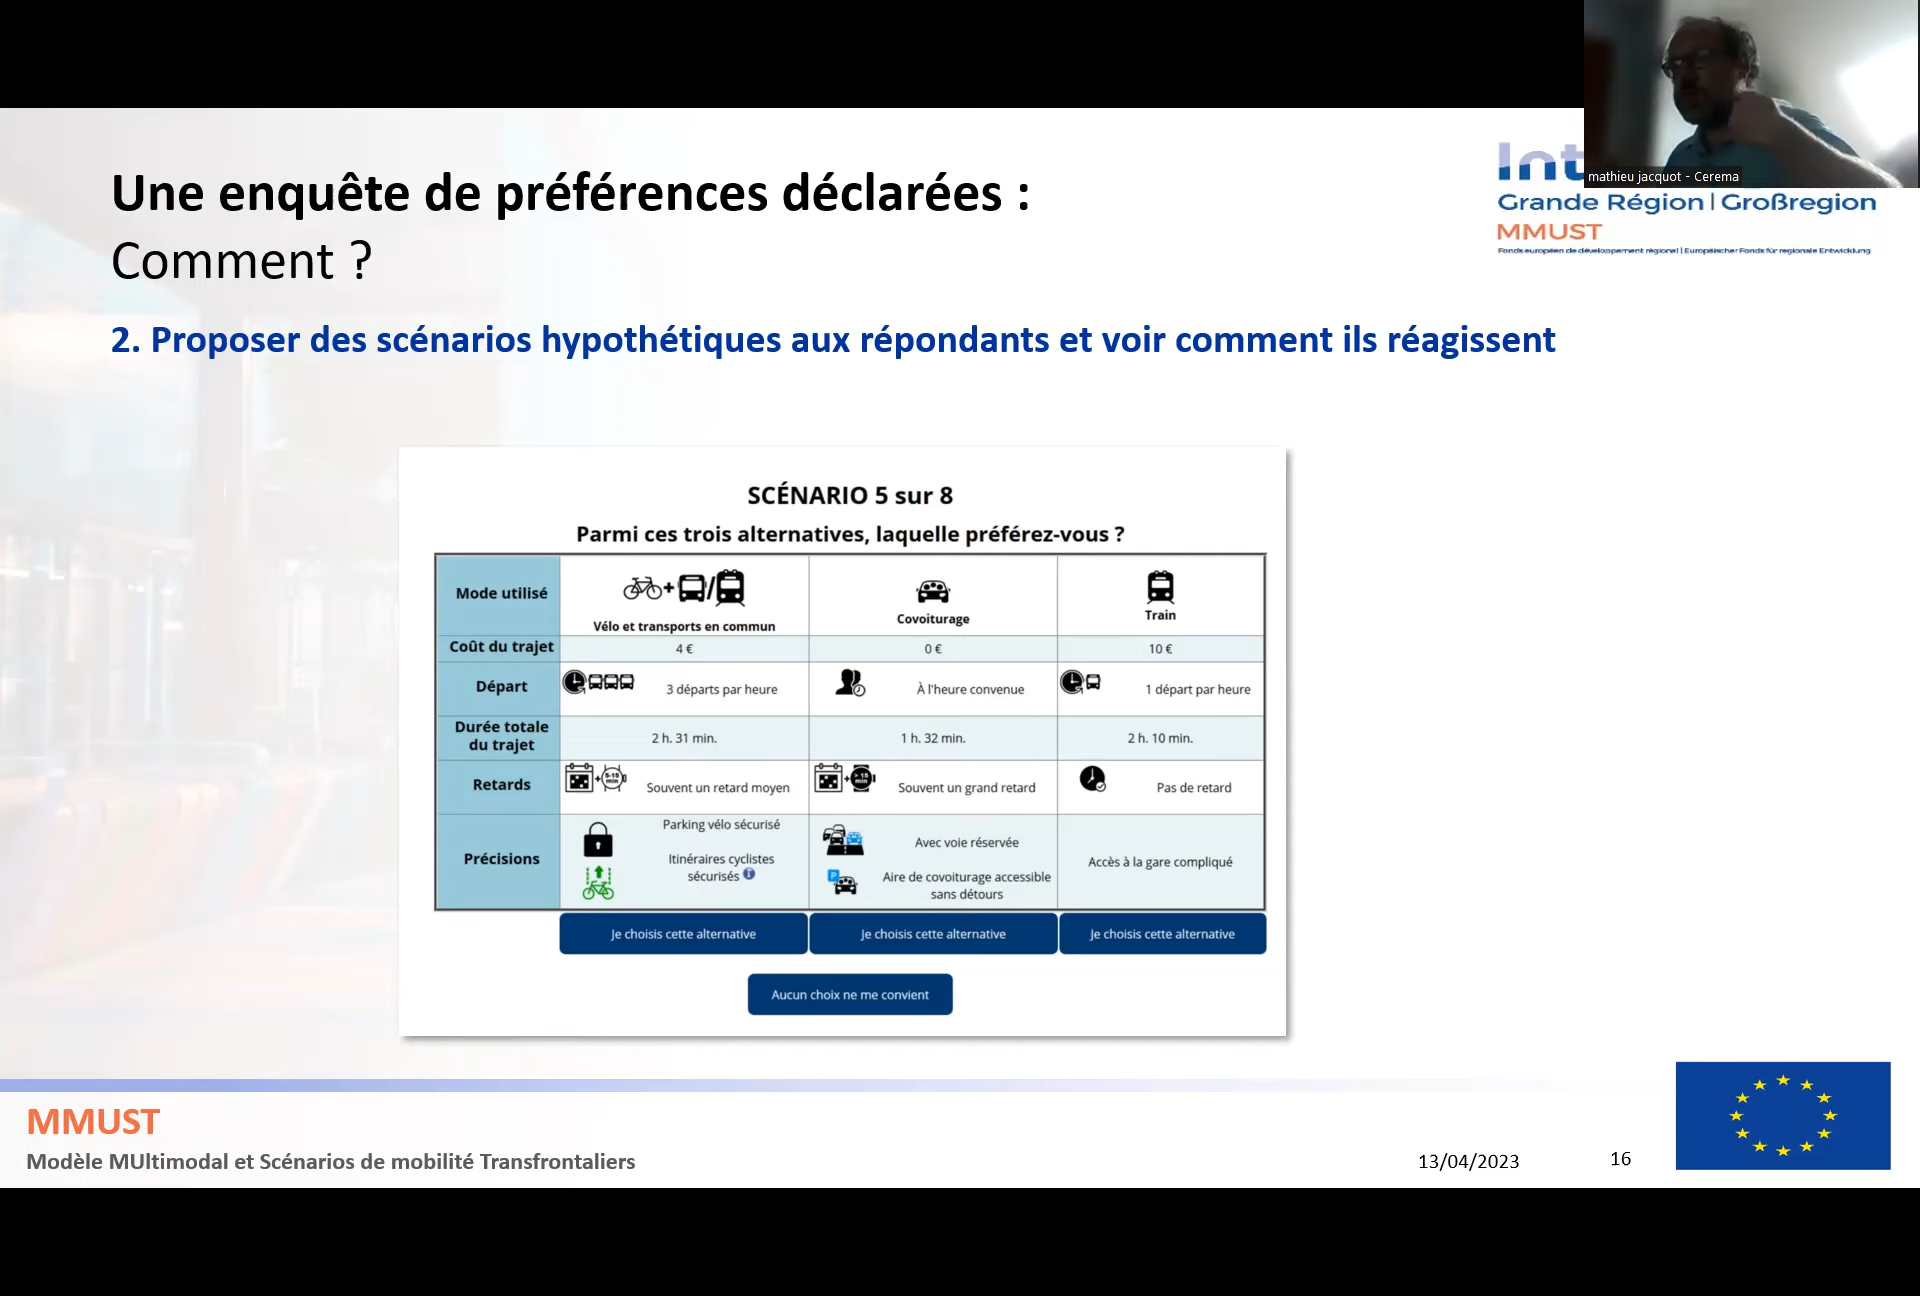 mathieu jacquot - Cerema
Grande Région | Großregion
MMUST
Fonds européen de développement régional | Europäischer Fonds für regionale Entwicklung
Une enquête de préférences déclarées :
Comment ?
2. Proposer des scénarios hypothétiques aux répondants et voir comment ils réagissent
SCÉNARIO 5 sur 8
Parmi ces trois alternatives, laquelle préférez-vous ?
Mode utilisé
Vélo et transports en commun
Covoiturage
Train
Coût du trajet
4 €
0 €
10 €
Départ
3 départs par heure
À l'heure convenue
1 départ par heure
Durée totale
du trajet
2 h. 31 min.
1 h. 32 min.
2 h. 10 min.
Retards
5-15
min
Souvent un retard moyen
> 15
min
Souvent un grand retard
Pas de retard
Précisions
Parking vélo sécurisé
Itinéraires cyclistes
sécurisés
Avec voie réservée
P
Aire de covoiturage accessible
sans détours
Accès à la gare compliqué
Je choisis cette alternative
Je choisis cette alternative
Je choisis cette alternative
Aucun choix ne me convient
MMUST
Modèle MUltimodal et Scénarios de mobilité Transfrontaliers
13/04/2023
16